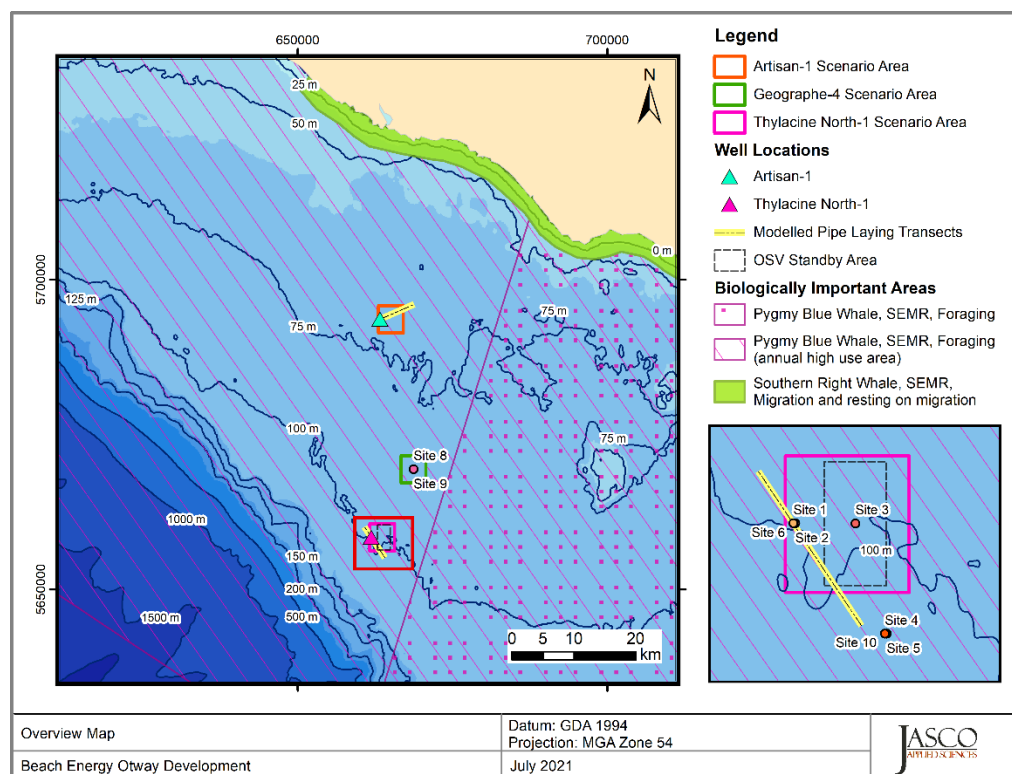 650000
700000
5700000
5650000
25 m
50 m
0 m
125 m
75 m
75 m
100 m
75 m
Site 8
Site 9
1000 m
150 m
200 m
500 m
1500 m
N
0 5 10 20
km
Legend
Artisan-1 Scenario Area
Geographe-4 Scenario Area
Thylacine North-1 Scenario Area
Well Locations
Artisan-1
Thylacine North-1
Modelled Pipe Laying Transects
OSV Standby Area
Biologically Important Areas
Pygmy Blue Whale, SEMR, Foraging
Pygmy Blue Whale, SEMR, Foraging
(annual high use area)
Southern Right Whale, SEMR,
Migration and resting on migration
Site 1
Site 3
Site 6
Site 2
100 m
Site 4
Site 10
Site 5
Overview Map
Datum: GDA 1994
Projection: MGA Zone 54
Beach Energy Otway Development
July 2021
JASCO
APPLIED SCIENCES